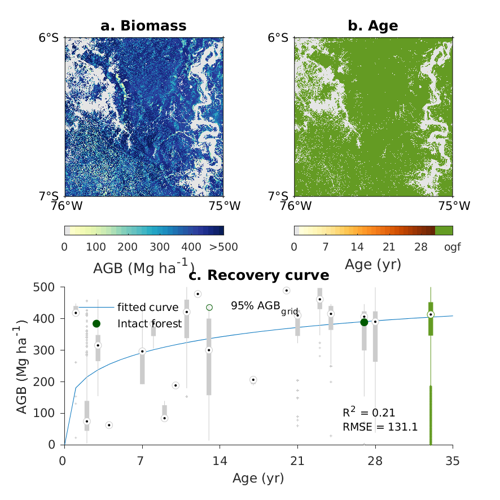 a. Biomass
b. Age
6°S
6°S
7°S
7°S
76°W
75°W
76°W
75°W
0 100 200 300 400 >500
0 7 14 21 28 ogf
AGB (Mg ha-1)
Age (yr)
c. Recovery curve
500
400
300
200
100
0
AGB (Mg ha-1)
fitted curve
Intact forest
95% AGBgrid
R2 = 0.21
RMSE = 131.1
0 7 14 21 28 35
Age (yr)